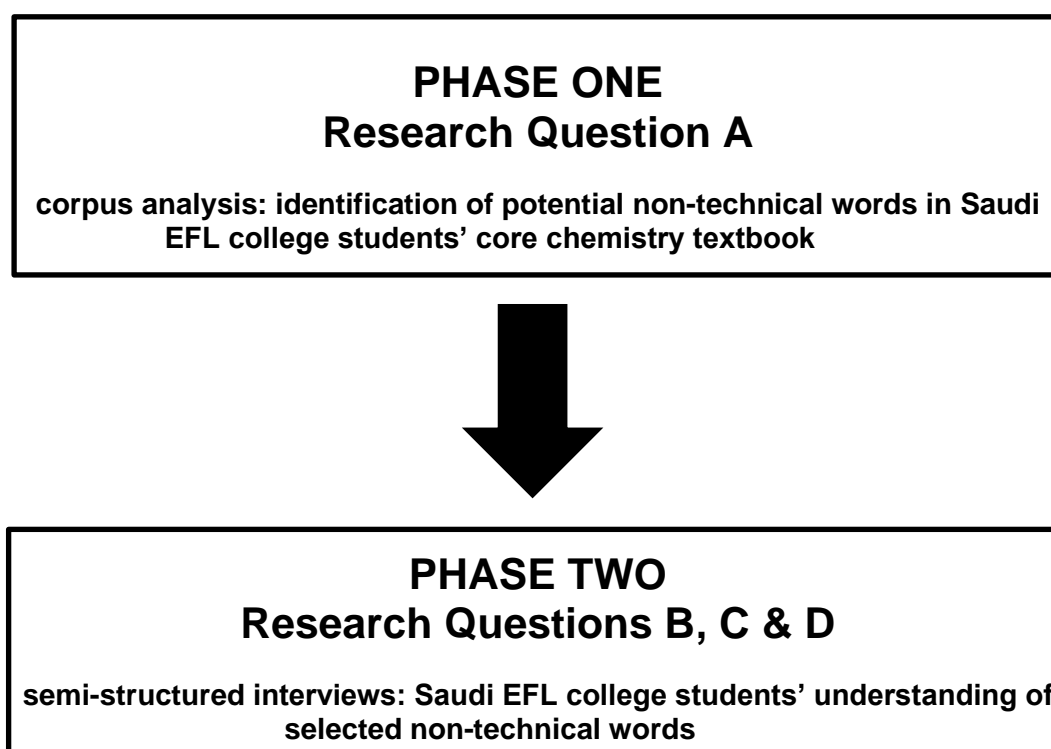 PHASE ONE
Research Question A
corpus analysis: identification of potential non-technical words in Saudi
EFL college students’ core chemistry textbook
PHASE TWO
Research Questions B, C & D
semi-structured interviews: Saudi EFL college students’ understanding of
selected non-technical words